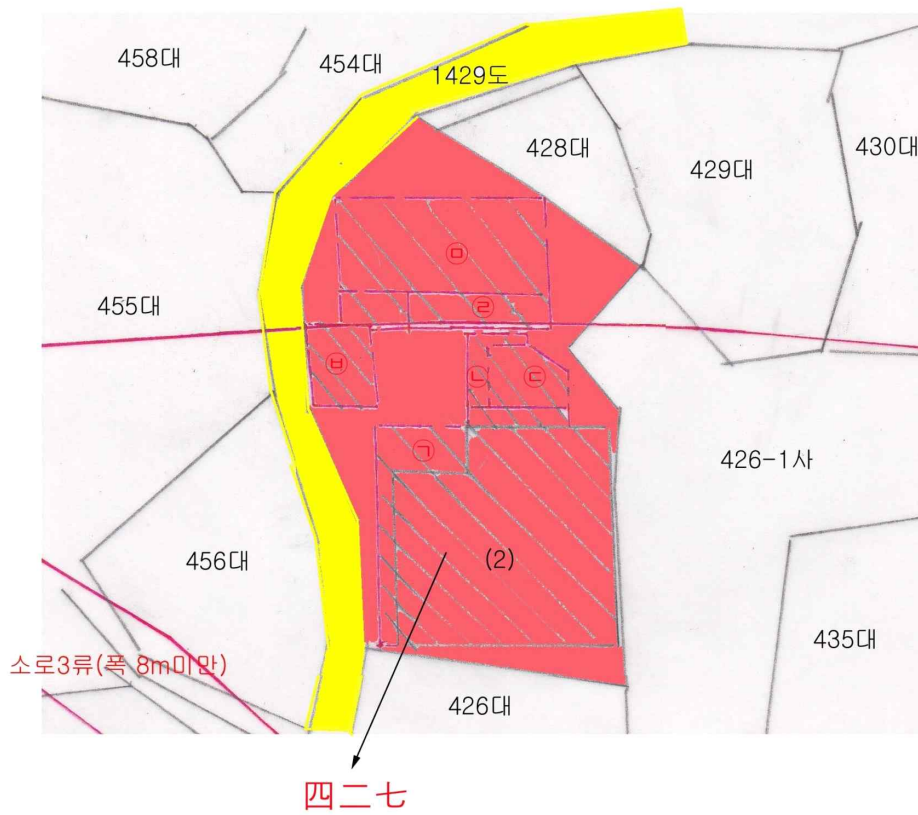 458대
454대
1429도
428대
429대
430대
㉤
455대
㉣
㉥
㉡
㉢
㉠
426-1사
456대
(2)
소로3류(폭 8m미만)
435대
426대
四二七